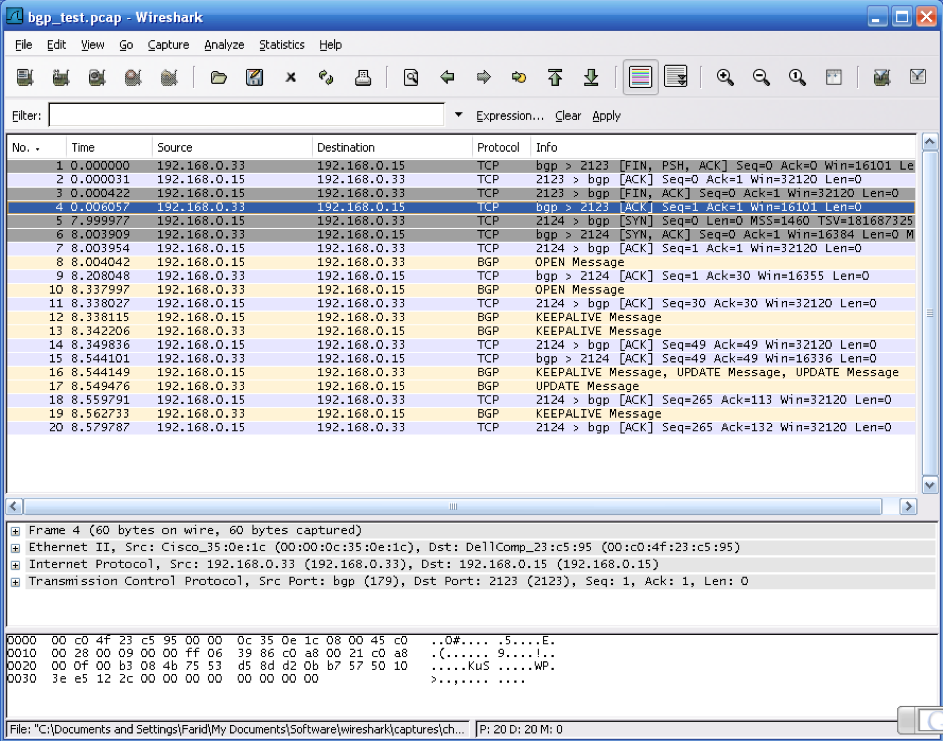 bgp_test.pcap - Wireshark
File Edit View Go Capture Analyze Statistics Help
Filter: Expression... Clear Apply
No. Time Source Destination Protocol Info
1 0.000000 192.168.0.33 192.168.0.15 TCP bgp > 2123 [FIN, PSH, ACK] Seq=0 Ack=0 Win=16101 Le
2 0.000031 192.168.0.15 192.168.0.33 TCP 2123 > bgp [ACK] Seq=0 Ack=1 Win=32120 Len=0
3 0.000422 192.168.0.15 192.168.0.33 TCP 2123 > bgp [FIN, ACK] Seq=0 Ack=1 Win=32120 Len=0
4 0.006057 192.168.0.33 192.168.0.15 TCP bgp > 2123 [ACK] Seq=1 Ack=1 Win=16101 Len=0
5 7.999977 192.168.0.15 192.168.0.33 TCP 2124 > bgp [SYN] Seq=0 Len=0 MSS=1460 TSV=181687325
6 8.003909 192.168.0.33 192.168.0.15 TCP bgp > 2124 [SYN, ACK] Seq=0 Ack=1 Win=16384 Len=0 M
7 8.003954 192.168.0.15 192.168.0.33 TCP 2124 > bgp [ACK] Seq=1 Ack=1 Win=32120 Len=0
8 8.004042 192.168.0.15 192.168.0.33 BGP OPEN Message
9 8.208048 192.168.0.33 192.168.0.15 TCP bgp > 2124 [ACK] Seq=1 Ack=30 Win=16355 Len=0
10 8.337997 192.168.0.33 192.168.0.15 BGP OPEN Message
11 8.338027 192.168.0.15 192.168.0.33 TCP 2124 > bgp [ACK] Seq=30 Ack=30 Win=32120 Len=0
12 8.338115 192.168.0.15 192.168.0.33 BGP KEEPALIVE Message
13 8.342206 192.168.0.33 192.168.0.15 BGP KEEPALIVE Message
14 8.349836 192.168.0.15 192.168.0.33 TCP 2124 > bgp [ACK] Seq=49 Ack=49 Win=32120 Len=0
15 8.544101 192.168.0.33 192.168.0.15 TCP bgp > 2124 [ACK] Seq=49 Ack=49 Win=16336 Len=0
16 8.544149 192.168.0.15 192.168.0.33 BGP KEEPALIVE Message, UPDATE Message, UPDATE Message
17 8.549476 192.168.0.33 192.168.0.15 BGP UPDATE Message
18 8.559791 192.168.0.15 192.168.0.33 TCP 2124 > bgp [ACK] Seq=265 Ack=113 Win=32120 Len=0
19 8.562733 192.168.0.33 192.168.0.15 BGP KEEPALIVE Message
20 8.579787 192.168.0.15 192.168.0.33 TCP 2124 > bgp [ACK] Seq=265 Ack=132 Win=32120 Len=0
Frame 4 (60 bytes on wire, 60 bytes captured)
Ethernet II, Src: Cisco_35:0e:1c (00:00:0c:35:0e:1c), Dst: DellComp_23:c5:95 (00:c0:4f:23:c5:95)
Internet Protocol, Src: 192.168.0.33 (192.168.0.33), Dst: 192.168.0.15 (192.168.0.15)
Transmission Control Protocol, Src Port: bgp (179), Dst Port: 2123 (2123), Seq: 1, Ack: 1, Len: 0
0000 00 c0 4f 23 c5 95 00 00 0c 35 0e 1c 08 00 45 c0 ..O#.... .5....E.
0010 00 28 00 09 00 00 ff 06 39 86 c0 a8 00 21 c0 a8 .(...... 9....!..
0020 00 0f 00 b3 08 4b 75 53 d5 8d d2 0b b7 57 50 10 .....KuS .....WP.
0030 3e e5 12 2c 00 00 00 00 00 00 00 00 >..,.... ....
File: "C:\Documents and Settings\Farid\My Documents\Software\wireshark\captures\ch... P: 20 D: 20 M: 0